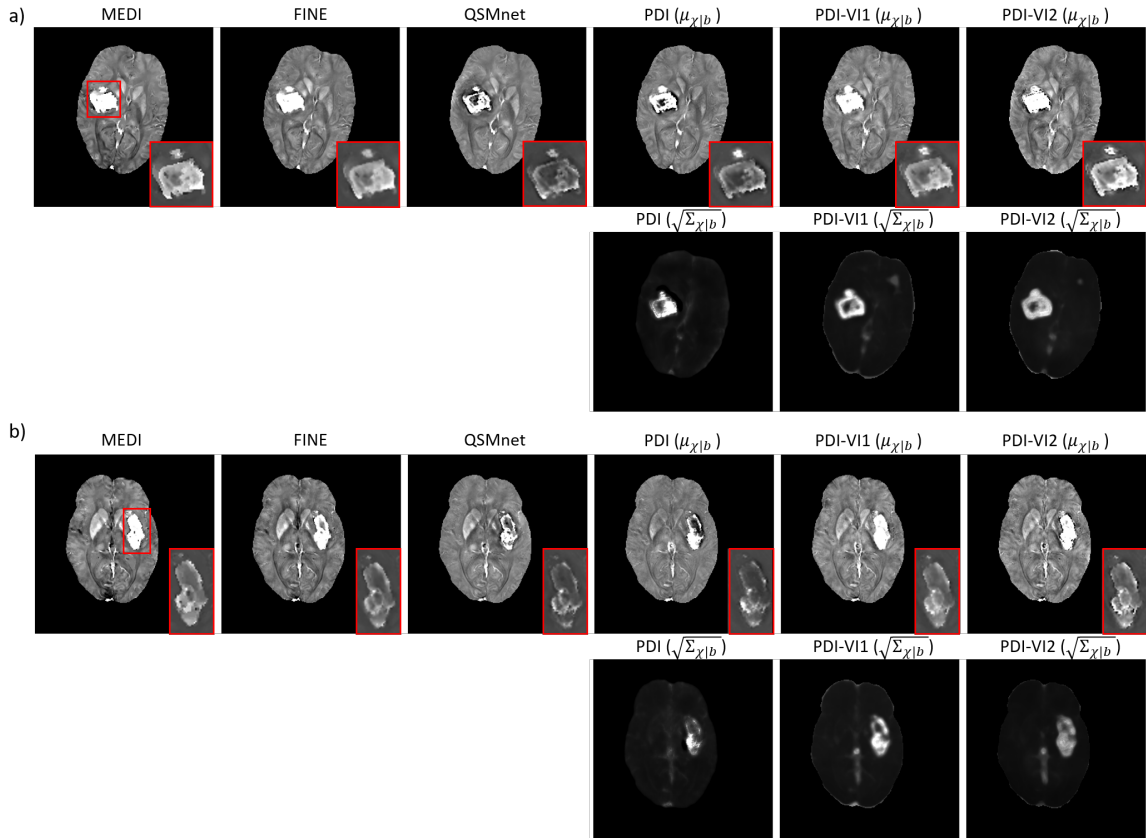 a)
MEDI FINE QSMnet PDI (μχ|b ) PDI-VI1 (μχ|b ) PDI-VI2 (μχ|b )
PDI (√Σχ|b ) PDI-VI1 (√Σχ|b ) PDI-VI2 (√Σχ|b )
b)
MEDI FINE QSMnet PDI (μχ|b ) PDI-VI1 (μχ|b ) PDI-VI2 (μχ|b )
PDI (√Σχ|b ) PDI-VI1 (√Σχ|b ) PDI-VI2 (√Σχ|b )